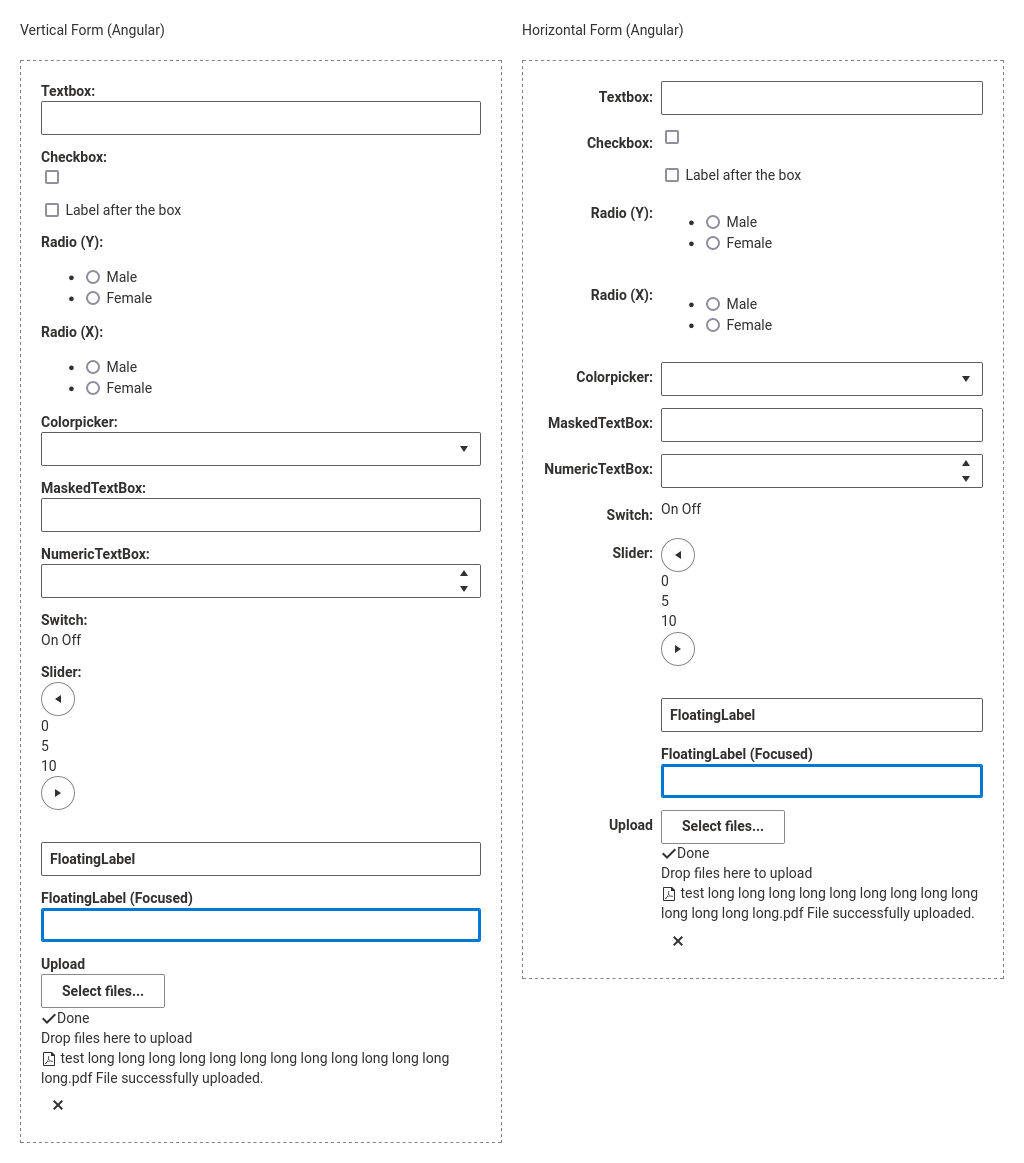 Vertical Form (Angular)
Textbox:
Checkbox:
Label after the box
Radio (Y):
Male
Female
Radio (X):
Male
Female
Colorpicker:
MaskedTextBox:
NumericTextBox:
Switch:
On Off
Slider:
0
5
10
FloatingLabel
FloatingLabel (Focused)
Upload
Select files...
Done
Drop files here to upload
test long long long long long long long long long long long long
long.pdf File successfully uploaded.
Horizontal Form (Angular)
Textbox:
Checkbox:
Label after the box
Radio (Y):
Male
Female
Radio (X):
Male
Female
Colorpicker:
MaskedTextBox:
NumericTextBox:
Switch: On Off
Slider:
0
5
10
FloatingLabel
FloatingLabel (Focused)
Upload Select files...
Done
Drop files here to upload
test long long long long long long long long long
long long long long.pdf File successfully uploaded.